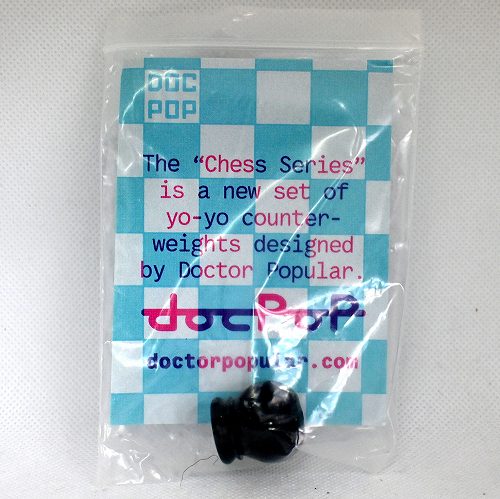 DOC
POP
The “Chess Series”
is a new set of
yo-yo counter-
weights designed
by Doctor Popular.
docPoP
doctorpopular.com